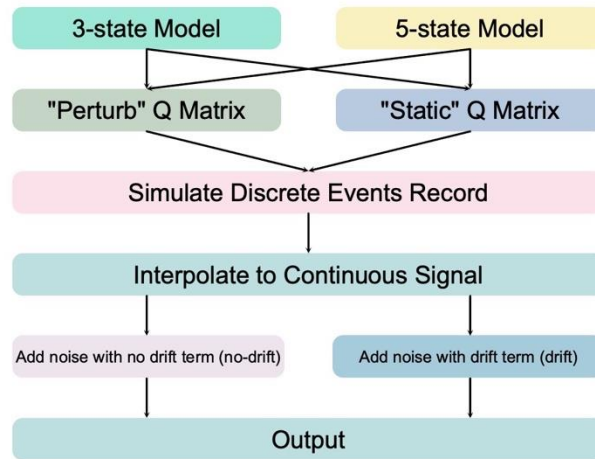 3-state Model
5-state Model
"Perturb" Q Matrix
"Static" Q Matrix
Simulate Discrete Events Record
Interpolate to Continuous Signal
Add noise with no drift term (no-drift)
Add noise with drift term (drift)
Output